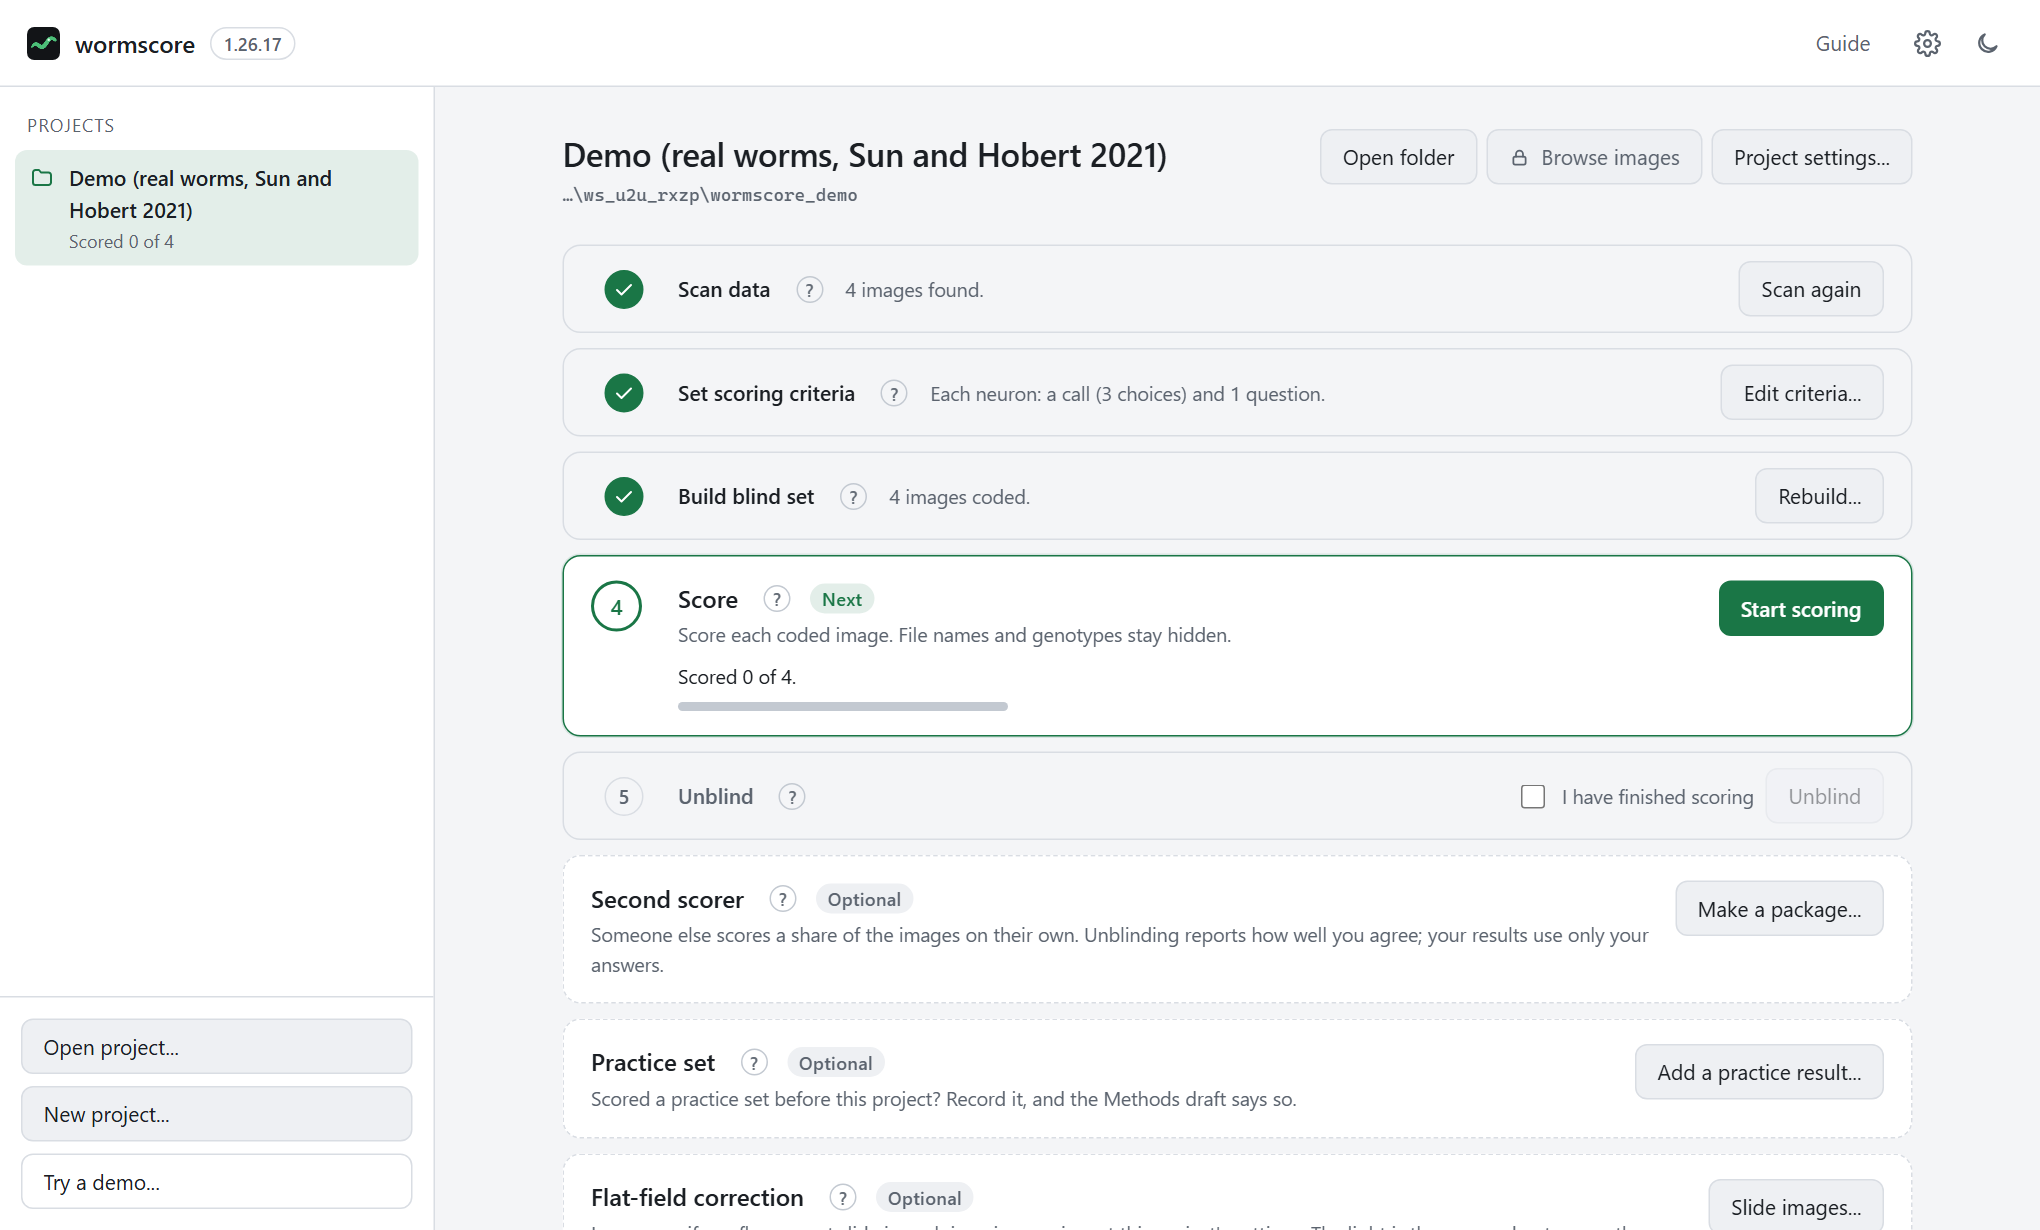 wormscore 1.26.17
Guide
PROJECTS
Demo (real worms, Sun and
Hobert 2021)
Scored 0 of 4
Open project...
New project...
Try a demo...
Demo (real worms, Sun and Hobert 2021)
…\ws_u2u_rxzp\wormscore_demo
Open folder
Browse images
Project settings...
Scan data ? 4 images found.
Scan again
Set scoring criteria ? Each neuron: a call (3 choices) and 1 question.
Edit criteria...
Build blind set ? 4 images coded.
Rebuild...
4 Score ? Next
Score each coded image. File names and genotypes stay hidden.
Scored 0 of 4.
Start scoring
5 Unblind ?
I have finished scoring
Unblind
Second scorer ? Optional
Someone else scores a share of the images on their own. Unblinding reports how well you agree; your results use only your
answers.
Make a package...
Practice set ? Optional
Scored a practice set before this project? Record it, and the Methods draft says so.
Add a practice result...
Flat-field correction ? Optional
Slide images...